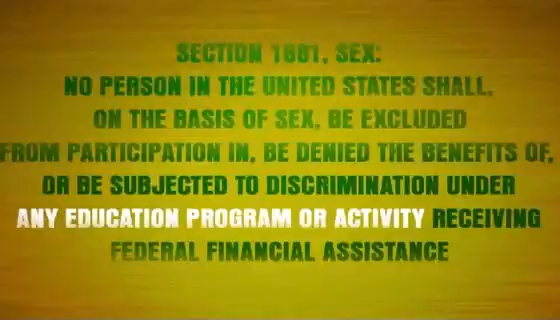 SECTION 1681, SEX:
NO PERSON IN THE UNITED STATES SHALL,
ON THE BASIS OF SEX, BE EXCLUDED
FROM PARTICIPATION IN, BE DENIED THE BENEFITS OF,
OR BE SUBJECTED TO DISCRIMINATION UNDER
ANY EDUCATION PROGRAM OR ACTIVITY RECEIVING
FEDERAL FINANCIAL ASSISTANCE